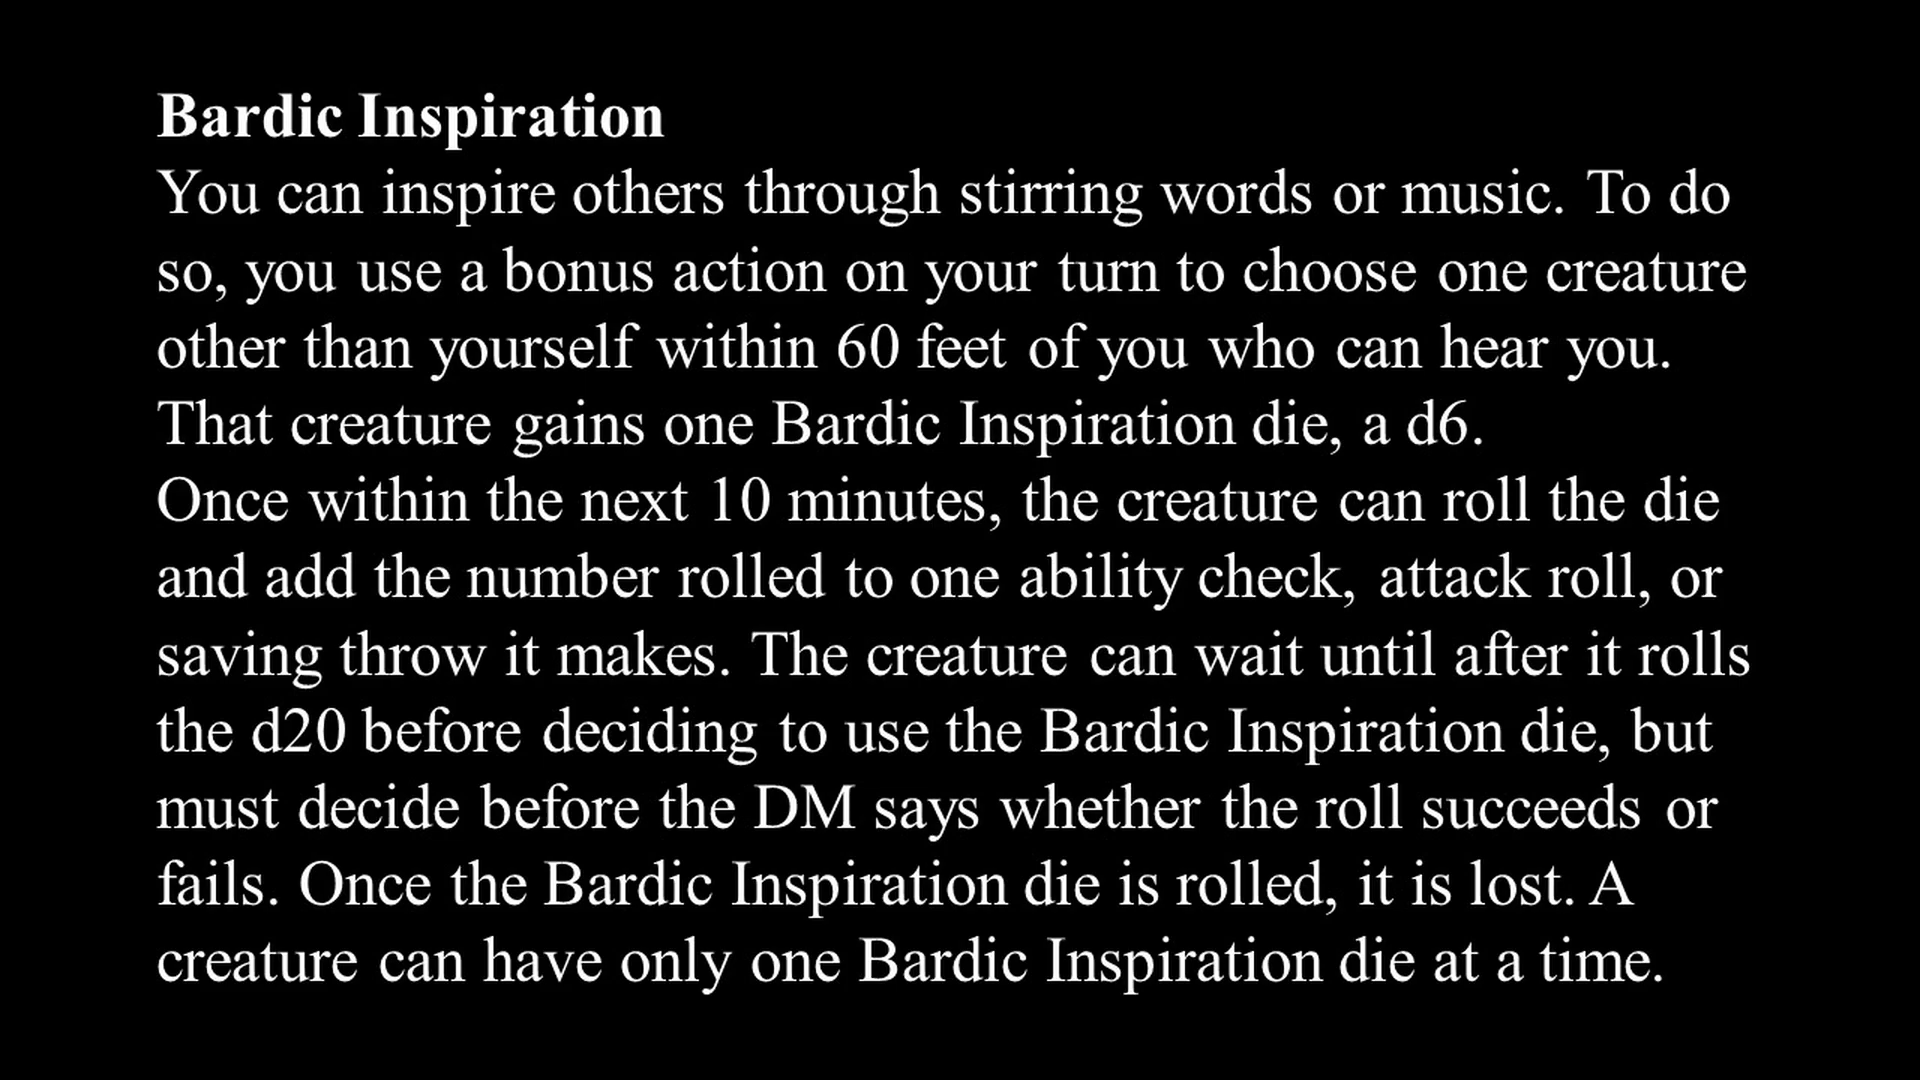 Bardic Inspiration
You can inspire others through stirring words or music. To do
so, you use a bonus action on your turn to choose one creature
other than yourself within 60 feet of you who can hear you.
That creature gains one Bardic Inspiration die, a d6.
Once within the next 10 minutes, the creature can roll the die
and add the number rolled to one ability check, attack roll, or
saving throw it makes. The creature can wait until after it rolls
the d20 before deciding to use the Bardic Inspiration die, but
must decide before the DM says whether the roll succeeds or
fails. Once the Bardic Inspiration die is rolled, it is lost. A
creature can have only one Bardic Inspiration die at a time.